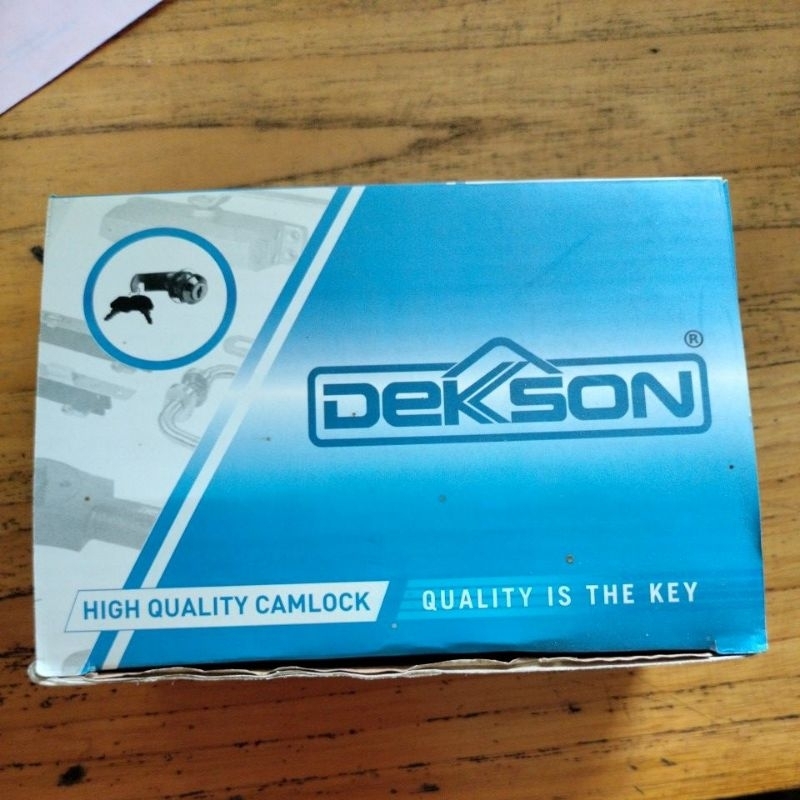 DEKSON®
HIGH QUALITY CAMLOCK
QUALITY IS THE KEY